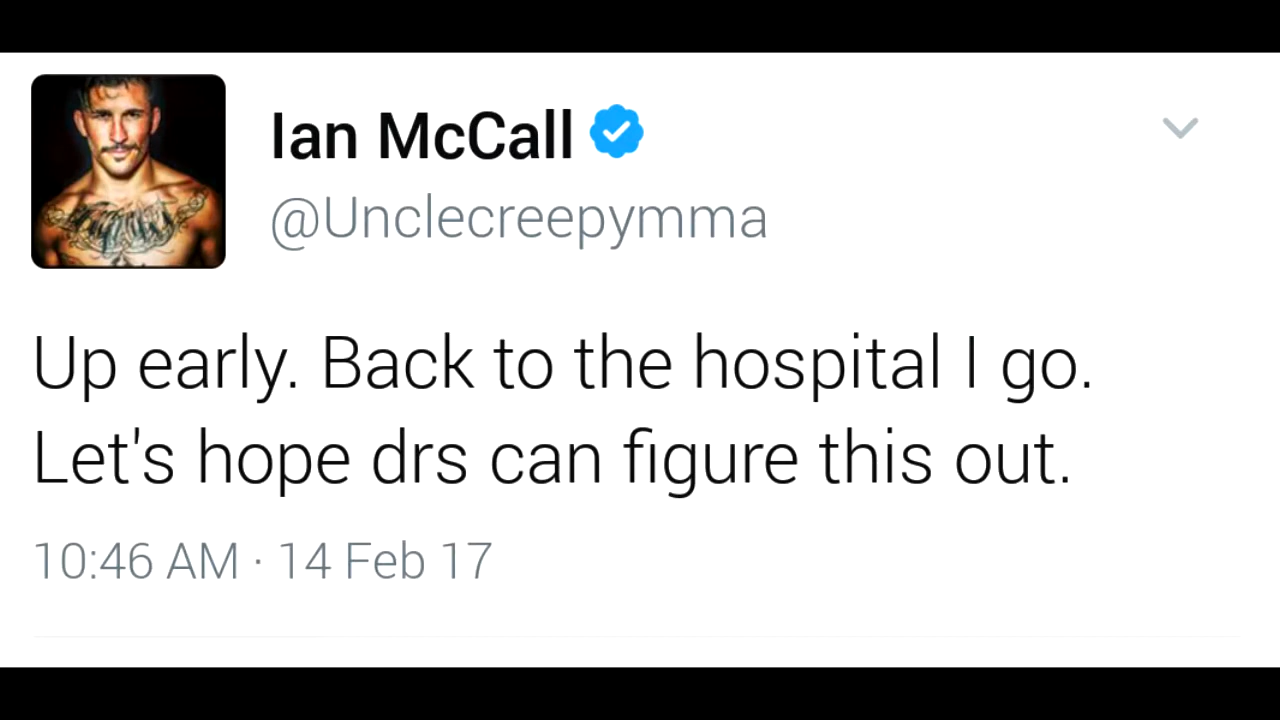 Ian McCall
@Unclecreepymma
Up early. Back to the hospital I go.
Let's hope drs can figure this out.
10:46 AM · 14 Feb 17